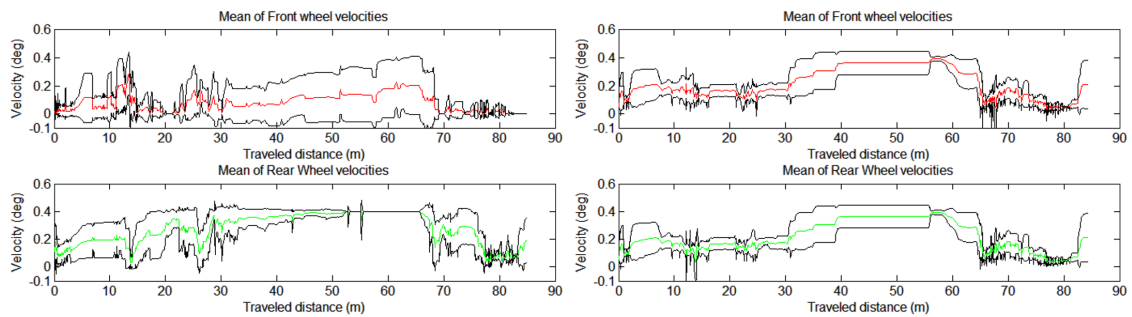 Mean of Front wheel velocities
0.6
0.4
0.2
0
-0.1
Velocity (deg)
0 10 20 30 40 50 60 70 80 90
Traveled distance (m)
Mean of Rear Wheel velocities
0.6
0.4
0.2
0
-0.1
Velocity (deg)
0 10 20 30 40 50 60 70 80 90
Traveled distance (m)
Mean of Front wheel velocities
0.6
0.4
0.2
0
-0.1
Velocity (deg)
0 10 20 30 40 50 60 70 80 90
Traveled distance (m)
Mean of Rear Wheel velocities
0.6
0.4
0.2
0
-0.1
Velocity (deg)
0 10 20 30 40 50 60 70 80 90
Traveled distance (m)